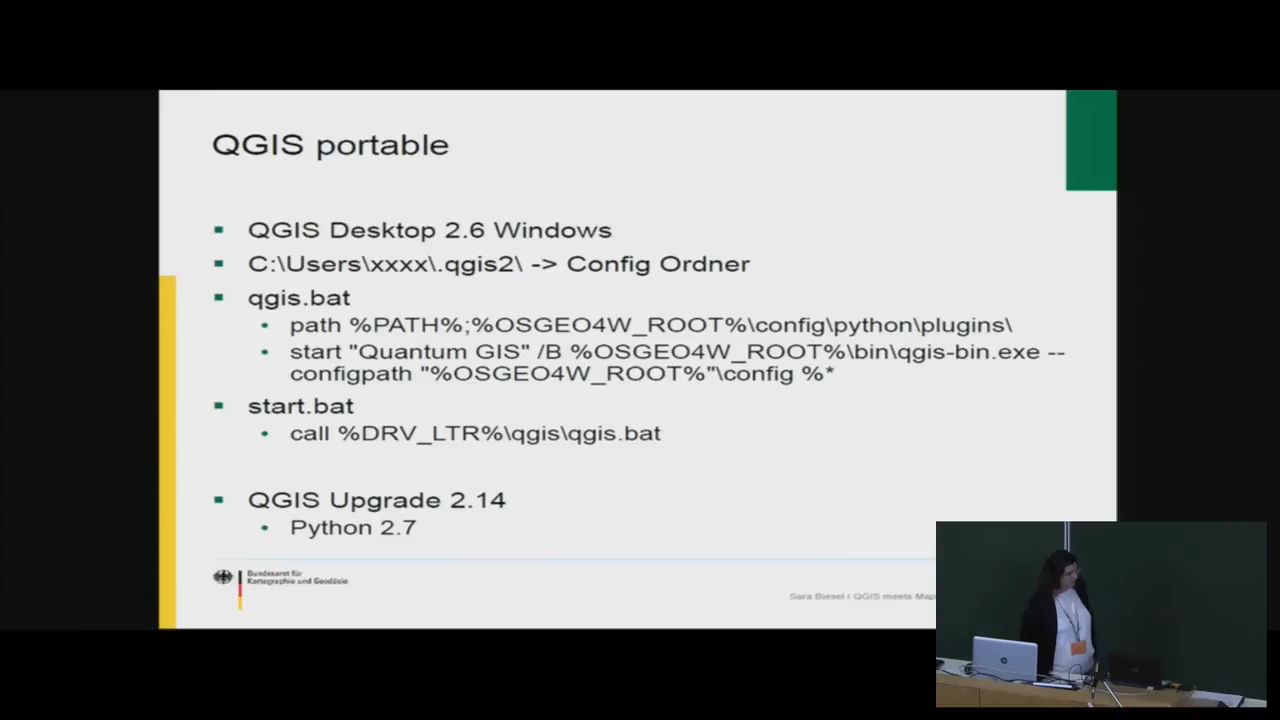 QGIS portable
QGIS Desktop 2.6 Windows
C:\Users\xxxx\.qgis2\ -> Config Ordner
qgis.bat
path %PATH%;%OSGEO4W_ROOT%\config\python\plugins\
start "Quantum GIS" /B %OSGEO4W_ROOT%\bin\qgis-bin.exe --
configpath "%OSGEO4W_ROOT%"\config %*
start.bat
call %DRV_LTR%\qgis\qgis.bat
QGIS Upgrade 2.14
Python 2.7
Bundesamt für
Kartographie und Geodäsie
Sara Biesel I QGIS meets